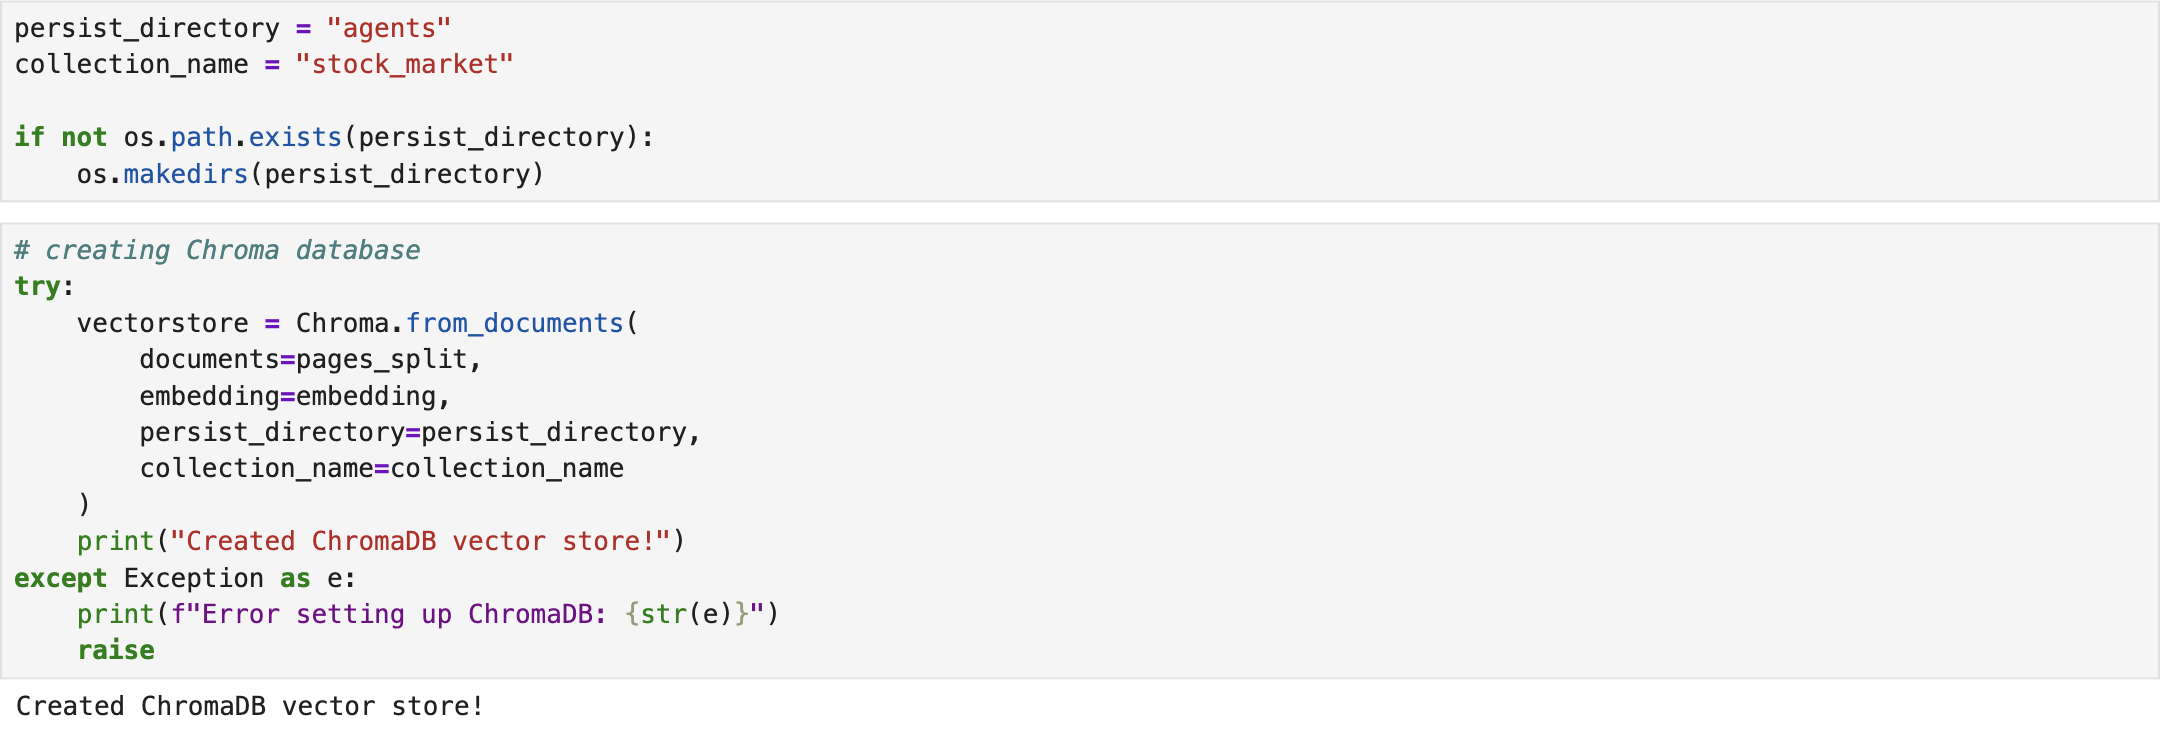 persist_directory = "agents"
collection_name = "stock_market"

if not os.path.exists(persist_directory):
    os.makedirs(persist_directory)

# creating Chroma database
try:
    vectorstore = Chroma.from_documents(
        documents=pages_split,
        embedding=embedding,
        persist_directory=persist_directory,
        collection_name=collection_name
    )
    print("Created ChromaDB vector store!")
except Exception as e:
    print(f"Error setting up ChromaDB: {str(e)}")
    raise
Created ChromaDB vector store!